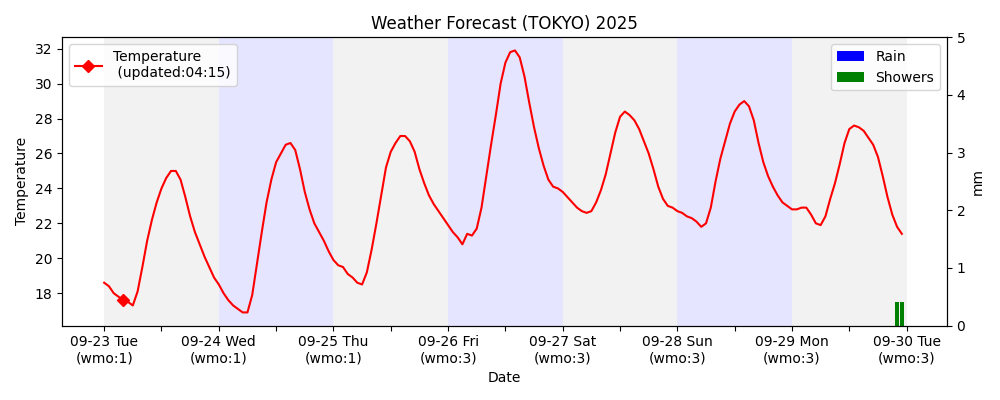 Weather Forecast (TOKYO) 2025
Temperature
(updated:04:15)
Rain
Showers
32
30
28
26
24
22
20
18
Temperature
5
4
3
2
1
0
mm
09-23 Tue 09-24 Wed 09-25 Thu 09-26 Fri 09-27 Sat 09-28 Sun 09-29 Mon 09-30 Tue
(wmo:1) (wmo:1) (wmo:1) (wmo:3) (wmo:3) (wmo:3) (wmo:3) (wmo:3)
Date